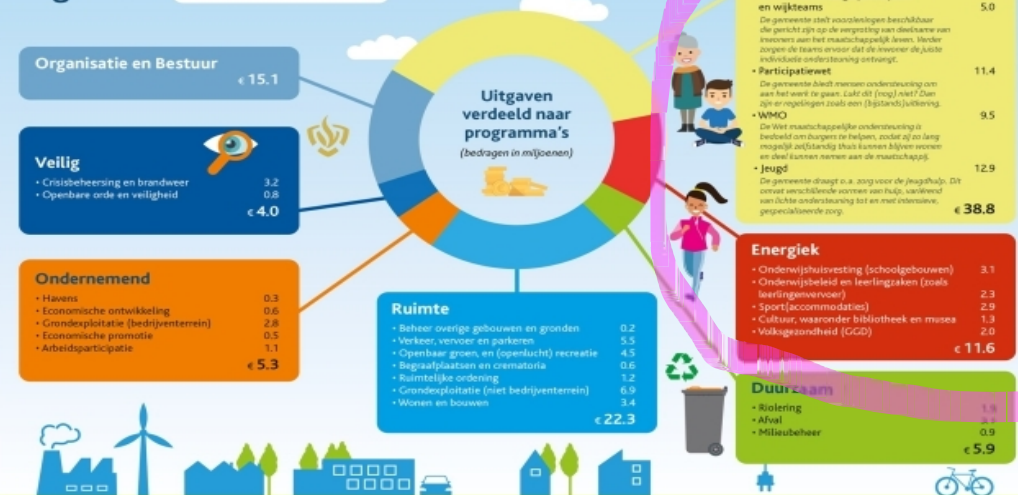 Organisatie en Bestuur
€ 15.1
Veilig
• Crisisbeheersing en brandweer 3.2
• Openbare orde en veiligheid 0.8
€ 4.0
Ondernemend
• Havens 0.3
• Economische ontwikkeling 0.6
• Grondexploitatie (bedrijventerrein) 2.8
• Economische promotie 0.5
• Arbeidsparticipatie 1.1
€ 5.3
Uitgaven
verdeeld naar
programma's
(bedragen in miljoenen)
Ruimte
• Beheer overige gebouwen en gronden 0.2
• Verkeer, vervoer en parkeren 5.5
• Openbaar groen, en (openlucht) recreatie 4.5
• Begraafplaatsen en crematoria 0.6
• Ruimtelijke ordening 1.2
• Grondexploitatie (niet bedrijventerrein) 6.9
• Wonen en bouwen 3.4
€ 22.3
en wijkteams 5.0
De gemeente stelt voorzieningen beschikbaar
die gericht zijn op de vergroting van deelname van
inwoners aan het maatschappelijk leven. Verder
zorgen de teams ervoor dat de inwoner de juiste
individuele ondersteuning ontvangt.
• Participatiewet 11.4
De gemeente biedt mensen ondersteuning om
aan het werk te gaan. Lukt dit (nog) niet? Dan
zijn er regelingen zoals een (bijstands)uitkering.
• WMO 9.5
De Wet maatschappelijke ondersteuning is
bedoeld om burgers te helpen, zodat zij zo lang
mogelijk zelfstandig thuis kunnen blijven wonen
en deel kunnen nemen aan de maatschappij.
• Jeugd 12.9
De gemeente draagt o.a. zorg voor de jeugdhulp. Dit
omvat verschillende vormen van hulp, variërend
van lichte ondersteuning tot en met intensieve,
gespecialiseerde zorg.
€ 38.8
Energiek
• Onderwijshuisvesting (schoolgebouwen) 3.1
• Onderwijsbeleid en leerlingzaken (zoals
leerlingenvervoer) 2.3
• Sport(accommodaties) 2.9
• Cultuur, waaronder bibliotheek en musea 1.3
• Volksgezondheid (GGD) 2.0
€ 11.6
Duurzaam
• Riolering 1.9
• Afval
• Milieubeheer 0.9
€ 5.9